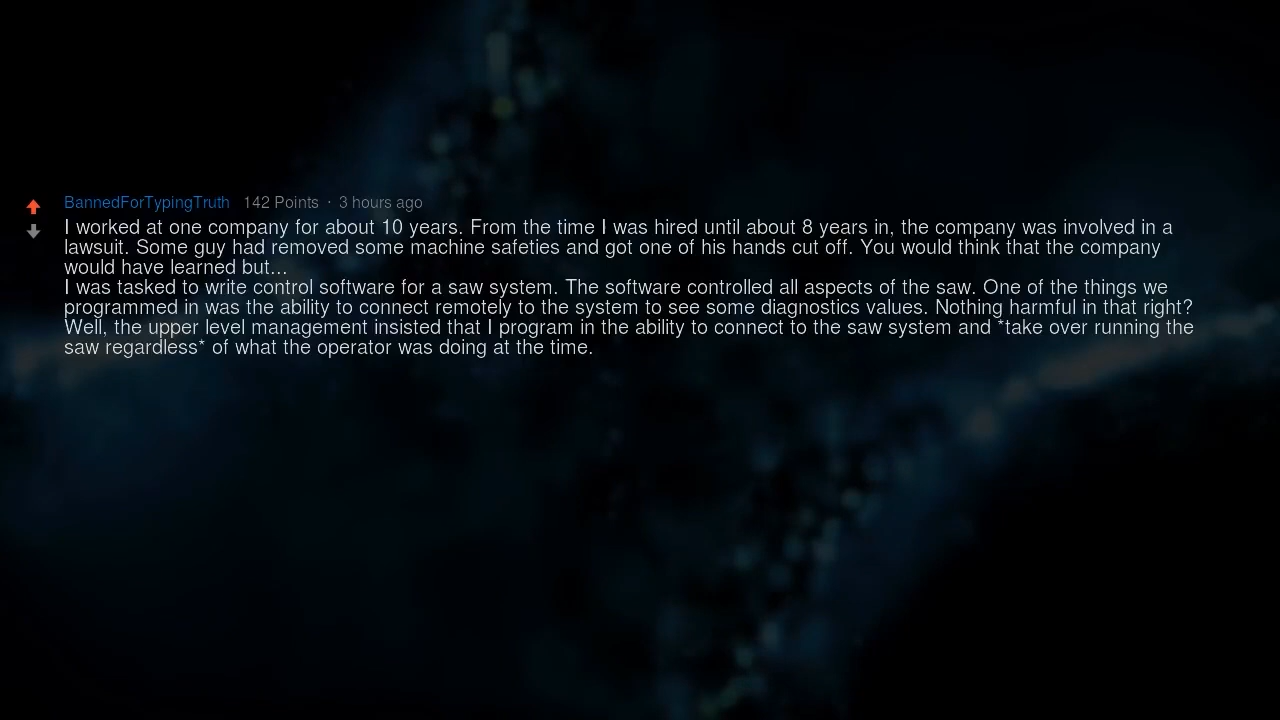 BannedForTypingTruth 142 Points · 3 hours ago
I worked at one company for about 10 years. From the time I was hired until about 8 years in, the company was involved in a
lawsuit. Some guy had removed some machine safeties and got one of his hands cut off. You would think that the company
would have learned but...
I was tasked to write control software for a saw system. The software controlled all aspects of the saw. One of the things we
programmed in was the ability to connect remotely to the system to see some diagnostics values. Nothing harmful in that right?
Well, the upper level management insisted that I program in the ability to connect to the saw system and *take over running the
saw regardless* of what the operator was doing at the time.